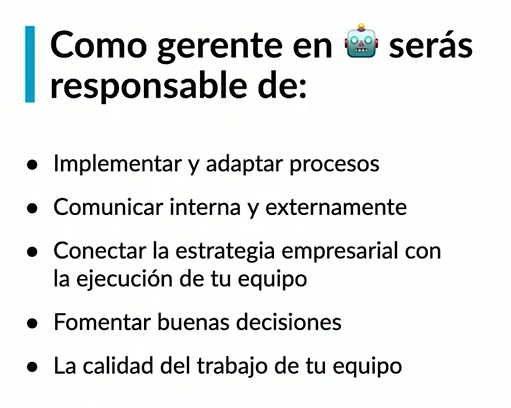 Como gerente en 🤖 serás
responsable de:
● Implementar y adaptar procesos
● Comunicar interna y externamente
● Conectar la estrategia empresarial con
la ejecución de tu equipo
● Fomentar buenas decisiones
● La calidad del trabajo de tu equipo